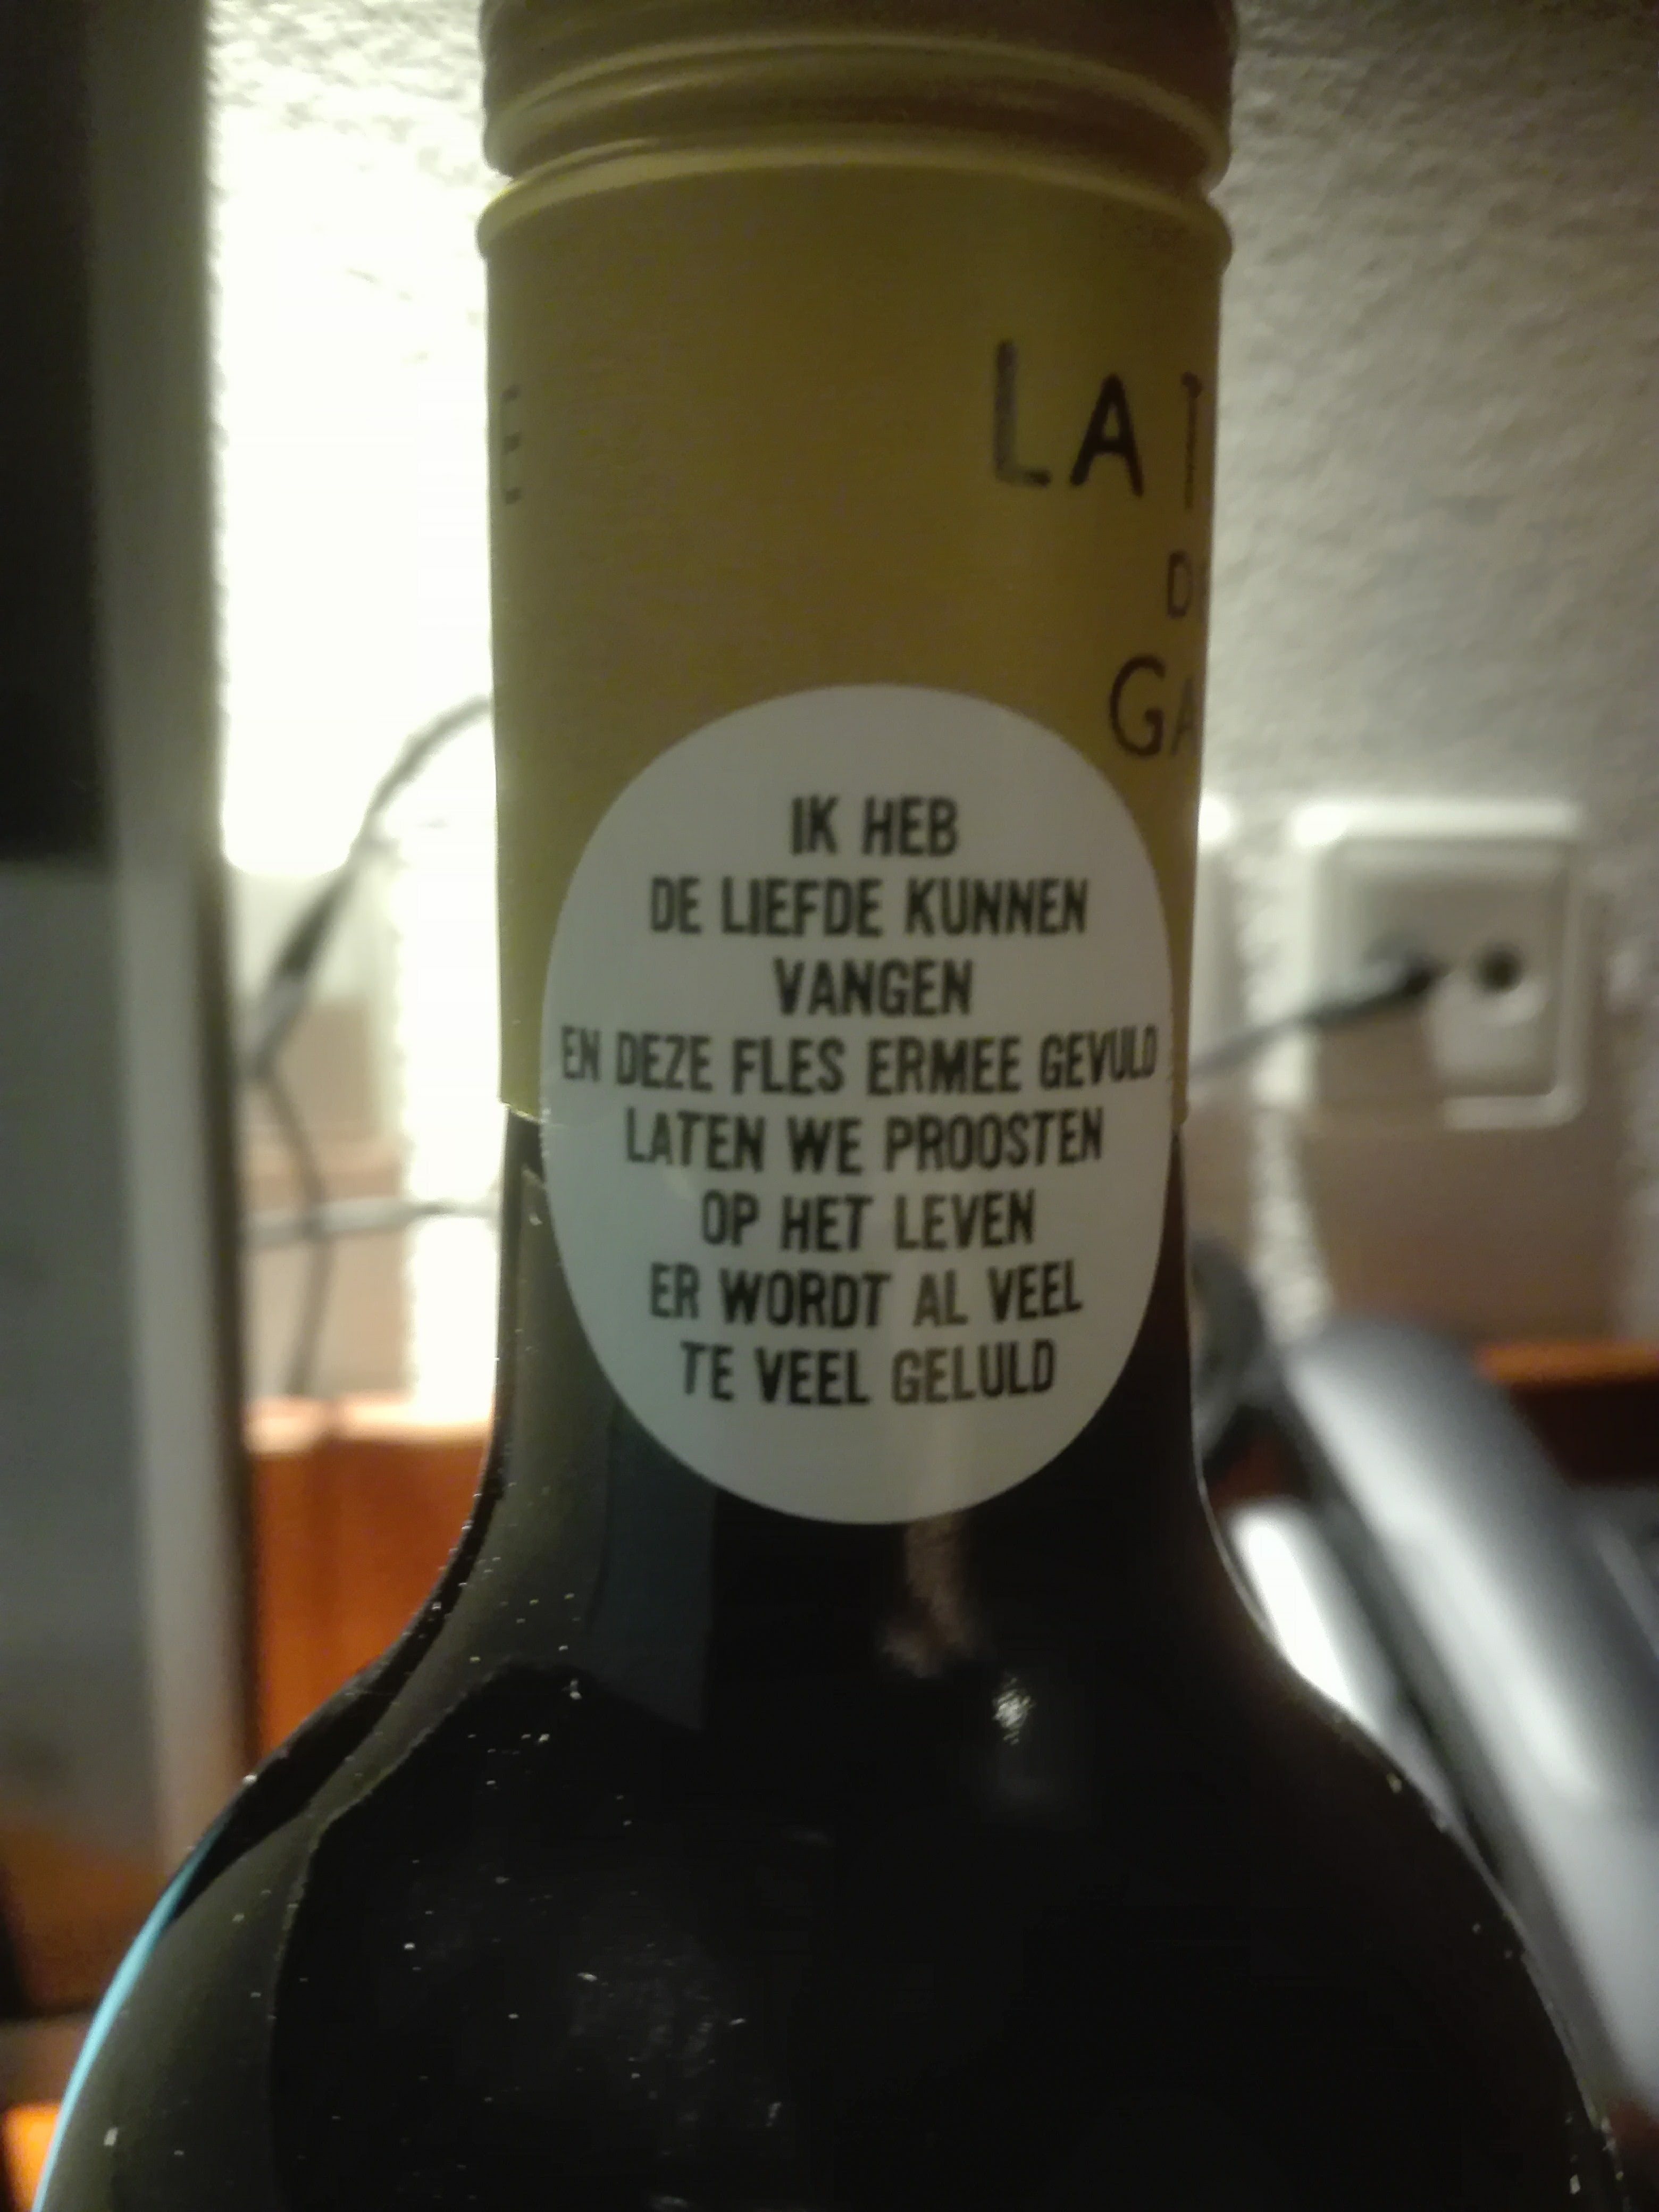 E
LA
GA
IK HEB
DE LIEFDE KUNNEN
VANGEN
EN DEZE FLES ERMEE GEVULD
LATEN WE PROOSTEN
OP HET LEVEN
ER WORDT AL VEEL
TE VEEL GELULD